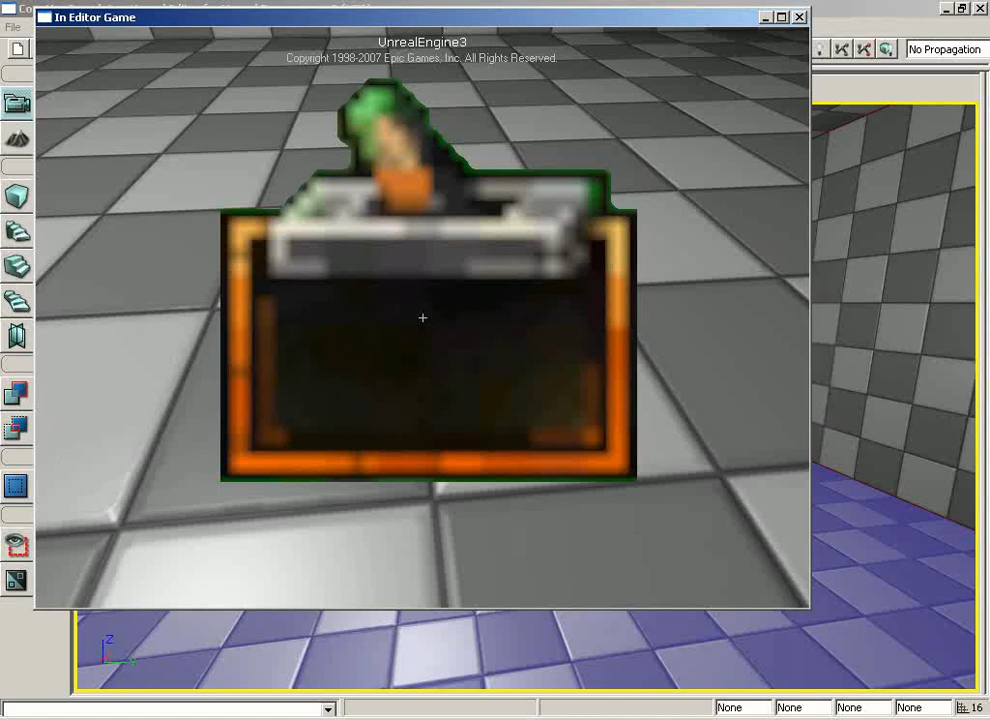 In Editor Game
File
UnrealEngine3
Copyright 1998-2007 Epic Games, Inc. All Rights Reserved.
No Propagation
Z
None
None
None
None
16